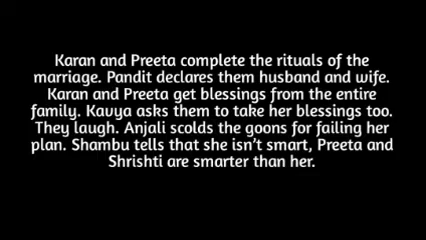 Karan and Preeta complete the rituals of the
marriage. Pandit declares them husband and wife.
Karan and Preeta get blessings from the entire
family. Kavya asks them to take her blessings too.
They laugh. Anjali scolds the goons for failing her
plan. Shambu tells that she isn't smart, Preeta and
Shrishti are smarter than her.